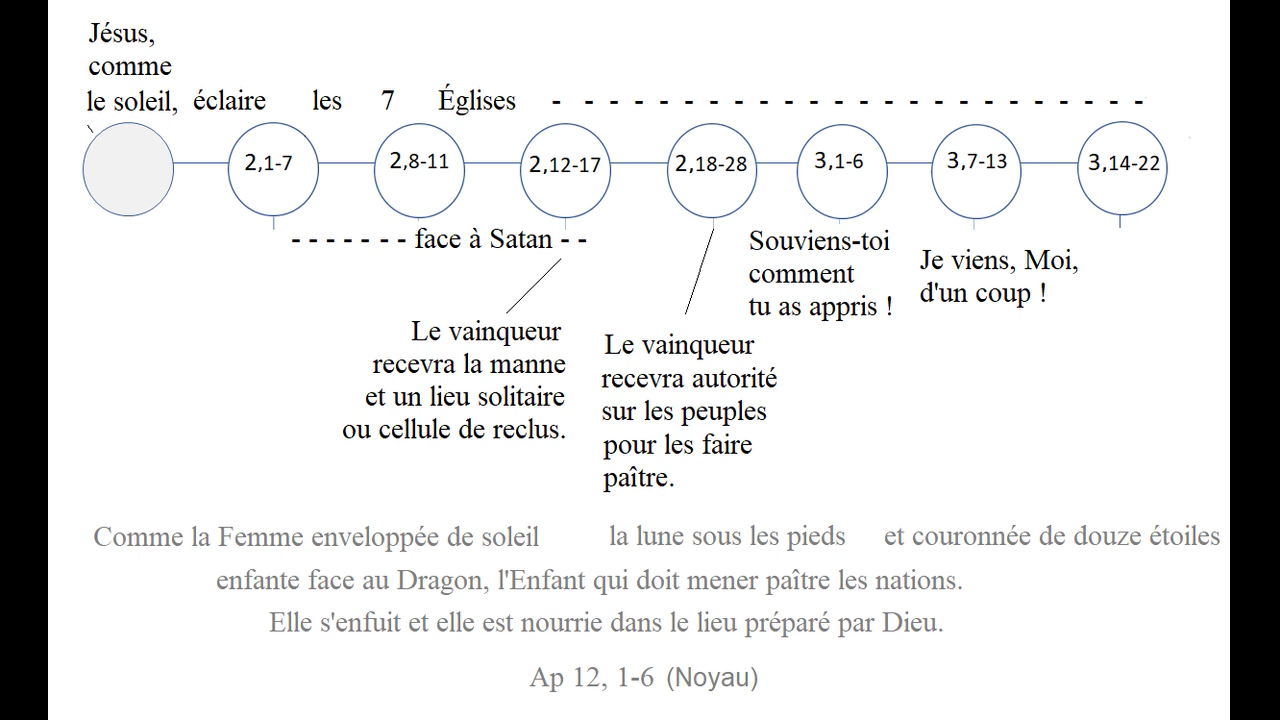 Jésus,
comme
le soleil, éclaire les 7 Églises - - - - - - - - - - - - - - - - - - - - - - - -
2,1-7 2,8-11 2,12-17 2,18-28 3,1-6 3,7-13 3,14-22
- - - - - - - face à Satan - -
Le vainqueur
recevra la manne
et un lieu solitaire
ou cellule de reclus.
Le vainqueur
recevra autorité
sur les peuples
pour les faire
paître.
Souviens-toi
comment
tu as appris !
Je viens, Moi,
d'un coup !
Comme la Femme enveloppée de soleil la lune sous les pieds et couronnée de douze étoiles
enfante face au Dragon, l'Enfant qui doit mener paître les nations.
Elle s'enfuit et elle est nourrie dans le lieu préparé par Dieu.
Ap 12, 1-6 (Noyau)